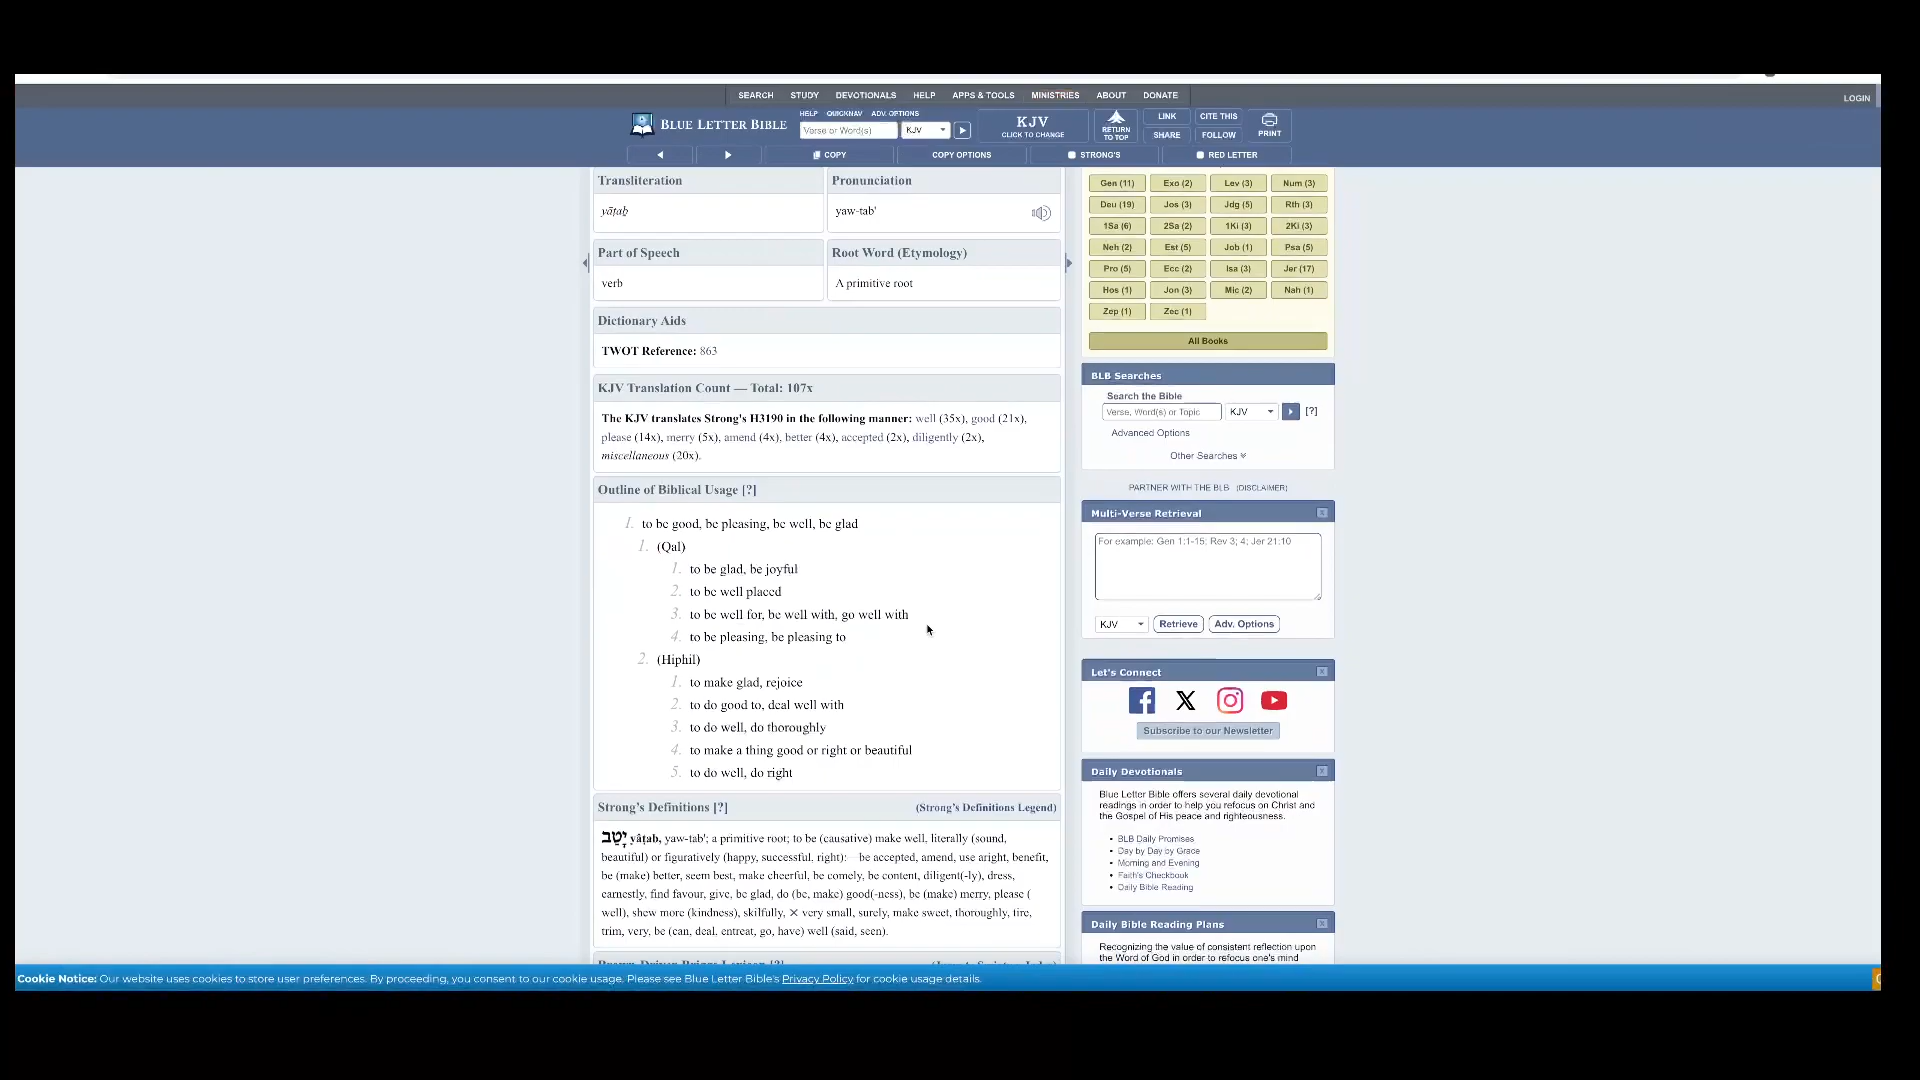 SEARCH STUDY DEVOTIONALS HELP APPS & TOOLS MINISTRIES ABOUT DONATE
LOGIN
HELP QUICKNAV ADV. OPTIONS
BLUE LETTER BIBLE
Verse or Word(s) KJV
KJV
CLICK TO CHANGE
RETURN
TO TOP
LINK CITE THIS
SHARE FOLLOW
PRINT
COPY COPY OPTIONS STRONG'S RED LETTER
Transliteration Pronunciation
yāṭaḇ yaw-tab'
Part of Speech Root Word (Etymology)
verb A primitive root
Dictionary Aids
TWOT Reference: 863
KJV Translation Count — Total: 107x
The KJV translates Strong's H3190 in the following manner: well (35x), good (21x),
please (14x), merry (5x), amend (4x), better (4x), accepted (2x), diligently (2x),
miscellaneous (20x).
Outline of Biblical Usage [?]
1. to be good, be pleasing, be well, be glad
1. (Qal)
1. to be glad, be joyful
2. to be well placed
3. to be well for, be well with, go well with
4. to be pleasing, be pleasing to
2. (Hiphil)
1. to make glad, rejoice
2. to do good to, deal well with
3. to do well, do thoroughly
4. to make a thing good or right or beautiful
5. to do well, do right
Strong's Definitions [?] (Strong's Definitions Legend)
יָטַב yâṭab, yaw-tab'; a primitive root; to be (causative) make well, literally (sound,
beautiful) or figuratively (happy, successful, right):—be accepted, amend, use aright, benefit,
be (make) better, seem best, make cheerful, be comely, be content, diligent(-ly), dress,
earnestly, find favour, give, be glad, do (be, make) good(-ness), be (make) merry, please (
well), shew more (kindness), skilfully, × very small, surely, make sweet, thoroughly, tire,
trim, very, be (can, deal, entreat, go, have) well (said, seen).
Gen (11) Exo (2) Lev (3) Num (3)
Deu (19) Jos (3) Jdg (5) Rth (3)
1Sa (6) 2Sa (2) 1Ki (3) 2Ki (3)
Neh (2) Est (5) Job (1) Psa (5)
Pro (5) Ecc (2) Isa (3) Jer (17)
Hos (1) Jon (3) Mic (2) Nah (1)
Zep (1) Zec (1)
All Books
BLB Searches
Search the Bible
Verse, Word(s) or Topic KJV [?]
Advanced Options
Other Searches
PARTNER WITH THE BLB (DISCLAIMER)
Multi-Verse Retrieval
For example: Gen 1:1-15; Rev 3; 4; Jer 21:10
KJV Retrieve Adv. Options
Let's Connect
Subscribe to our Newsletter
Daily Devotionals
Blue Letter Bible offers several daily devotional
readings in order to help you refocus on Christ and
the Gospel of His peace and righteousness.
• BLB Daily Promises
• Day by Day by Grace
• Morning and Evening
• Faith's Checkbook
• Daily Bible Reading
Daily Bible Reading Plans
Recognizing the value of consistent reflection upon
the Word of God in order to refocus one's mind
Cookie Notice: Our website uses cookies to store user preferences. By proceeding, you consent to our cookie usage. Please see Blue Letter Bible's Privacy Policy for cookie usage details.